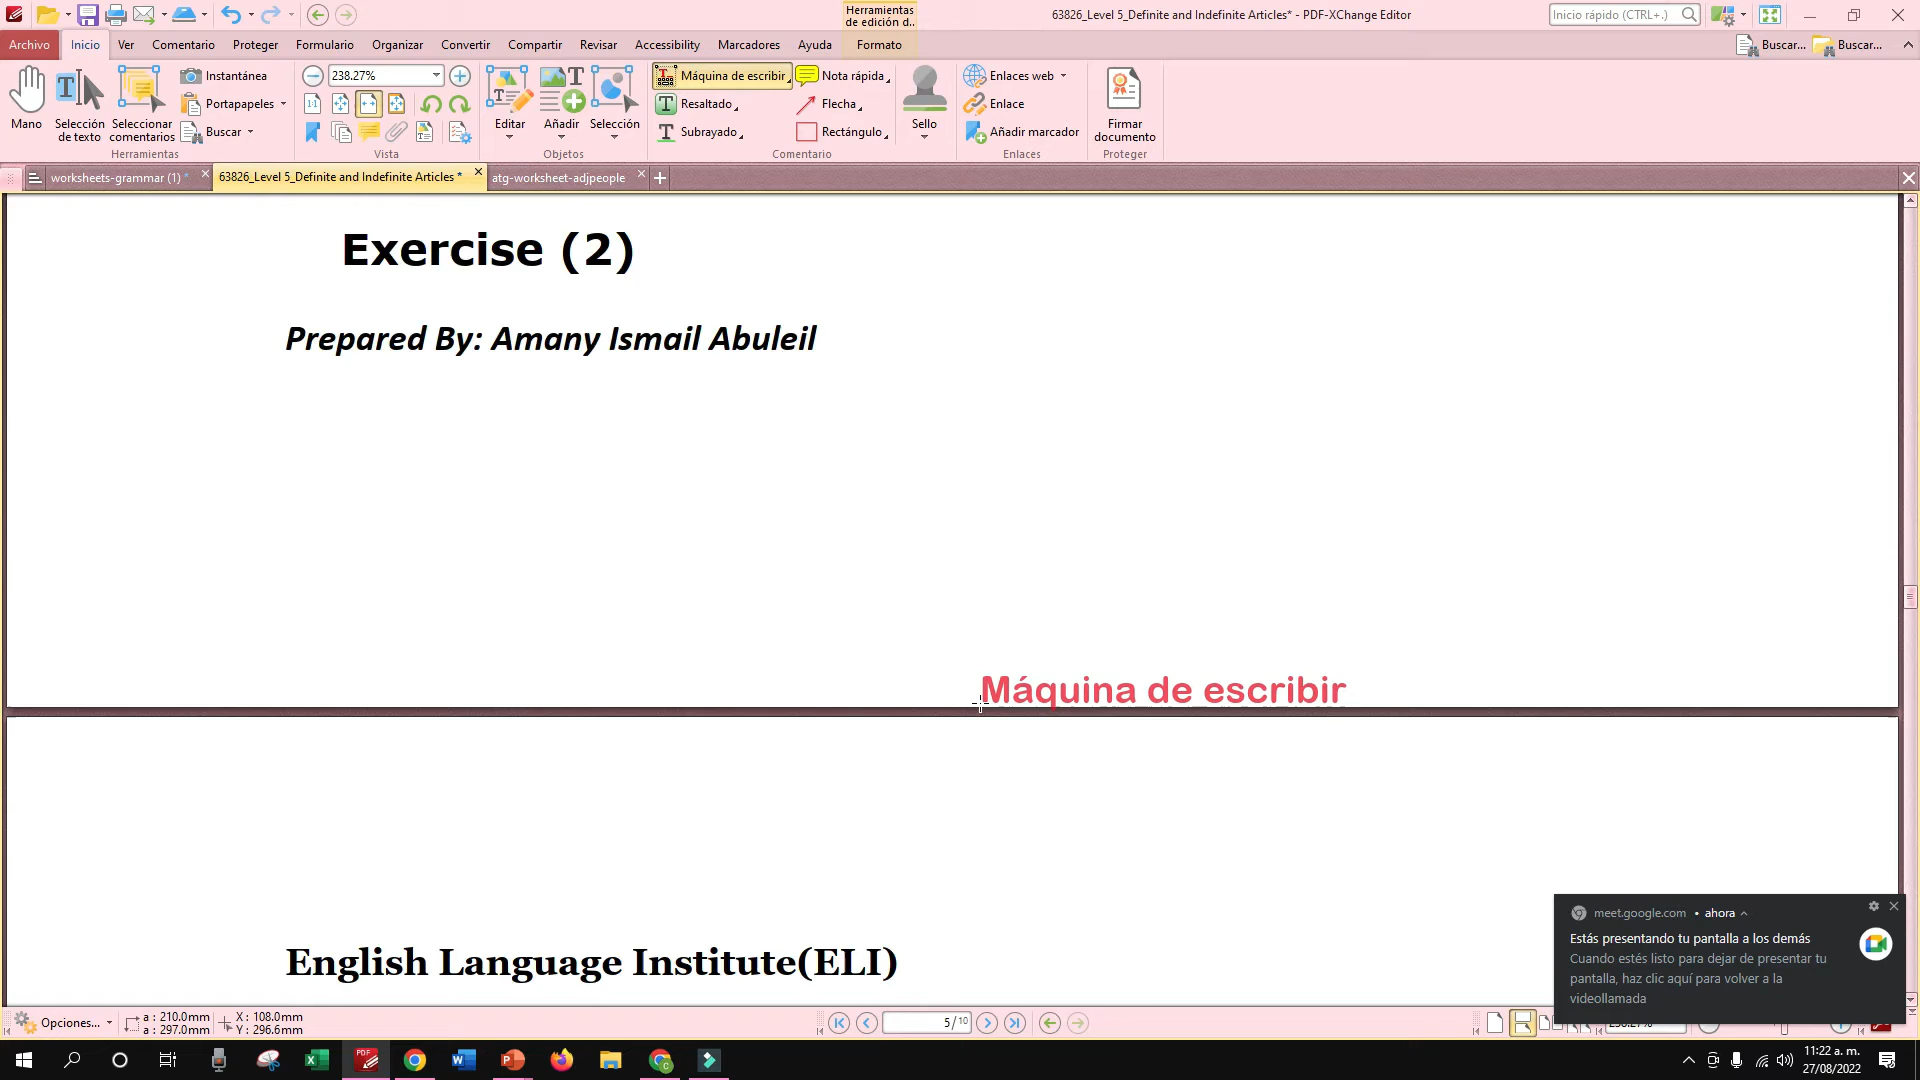 Herramientas
de edición d..
63826_Level 5_Definite and Indefinite Articles* - PDF-XChange Editor
Inicio rápido (CTRL+.)
Archivo Inicio Ver Comentario Proteger Formulario Organizar Convertir Compartir Revisar Accessibility Marcadores Ayuda Formato Buscar... Buscar...
Mano
Selección
de texto
Seleccionar
comentarios
Instantánea
Portapapeles
Buscar
Herramientas
238.27%
Vista
Editar
Añadir
Selección
Objetos
Máquina de escribir
Resaltado
Subrayado
Nota rápida
Flecha
Rectángulo
Sello
Comentario
Enlaces web
Enlace
Añadir marcador
Enlaces
Firmar
documento
Proteger
worksheets-grammar (1) *
63826_Level 5_Definite and Indefinite Articles *
atg-worksheet-adjpeople
Exercise (2)
Prepared By: Amany Ismail Abuleil
Máquina de escribir
English Language Institute(ELI)
meet.google.com • ahora
Estás presentando tu pantalla a los demás
Cuando estés listo para dejar de presentar tu
pantalla, haz clic aquí para volver a la
videollamada
Opciones...
a : 210.0mm
a : 297.0mm
X : 108.0mm
Y : 296.6mm
5 / 10
238.27%
11:22 a. m.
27/08/2022